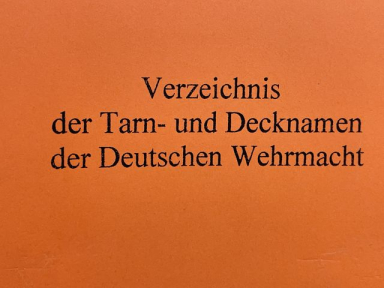 Verzeichnis
der Tarn- und Decknamen
der Deutschen Wehrmacht